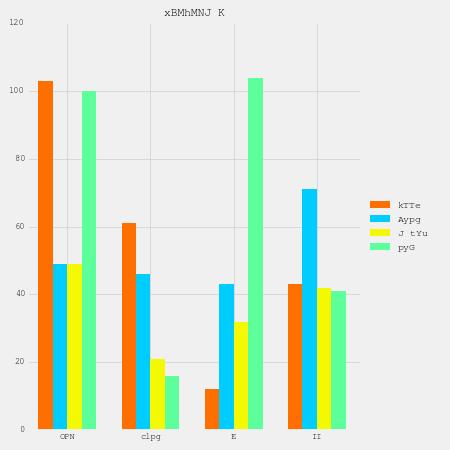 xBMhMNJ K
120
100
80
60
40
20
0
OPN clpg E II
kTTe
Aypg
J tYu
pyG